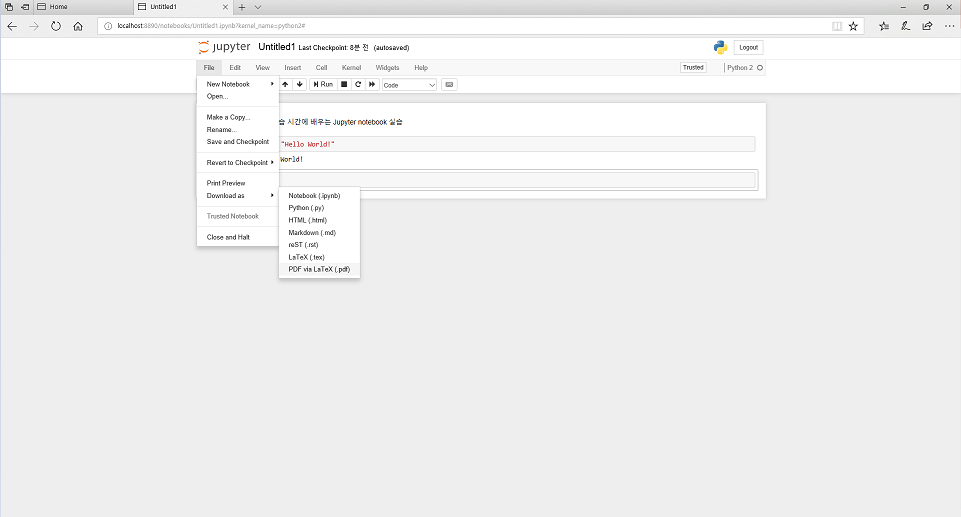 Home
Untitled1
localhost:8890/notebooks/Untitled1.ipynb?kernel_name=python2#
jupyter Untitled1 Last Checkpoint: 8분 전 (autosaved)
Logout
File Edit View Insert Cell Kernel Widgets Help
Trusted
Python 2
New Notebook
Open...
Make a Copy...
Rename...
Save and Checkpoint
Revert to Checkpoint
Print Preview
Download as
Trusted Notebook
Close and Halt
Run
Code
습 시간에 배우는 Jupyter notebook 실습
"Hello World!"
World!
Notebook (.ipynb)
Python (.py)
HTML (.html)
Markdown (.md)
reST (.rst)
LaTeX (.tex)
PDF via LaTeX (.pdf)